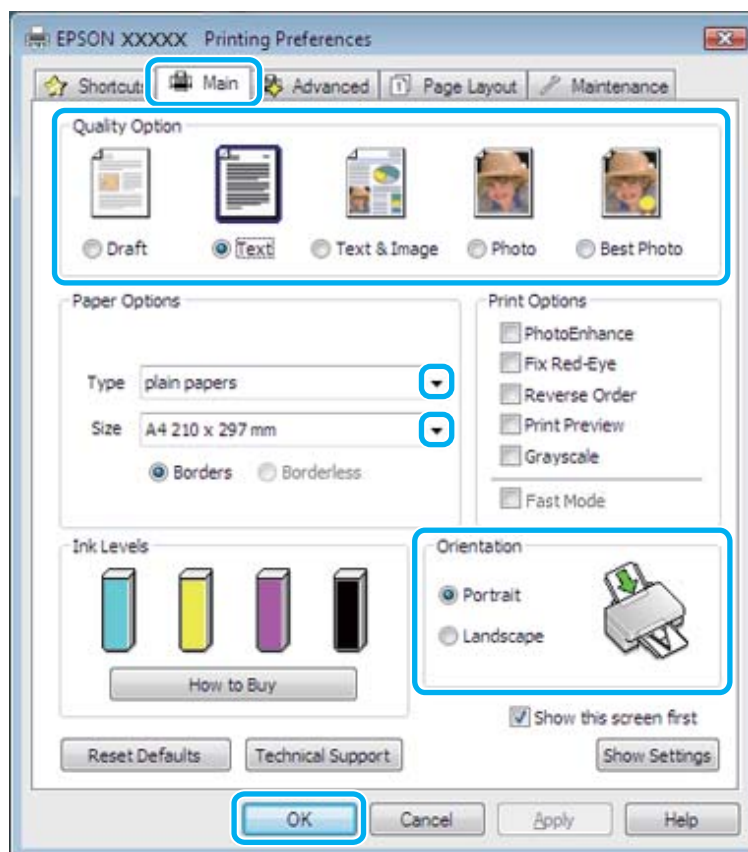 EPSON XXXXX Printing Preferences
Shortcuts Main Advanced Page Layout Maintenance
Quality Option
Draft Text Text & Image Photo Best Photo
Paper Options
Type plain papers
Size A4 210 x 297 mm
Borders Borderless
Print Options
PhotoEnhance
Fix Red-Eye
Reverse Order
Print Preview
Grayscale
Fast Mode
Ink Levels
How to Buy
Orientation
Portrait
Landscape
Show this screen first
Reset Defaults Technical Support Show Settings
OK Cancel Apply Help